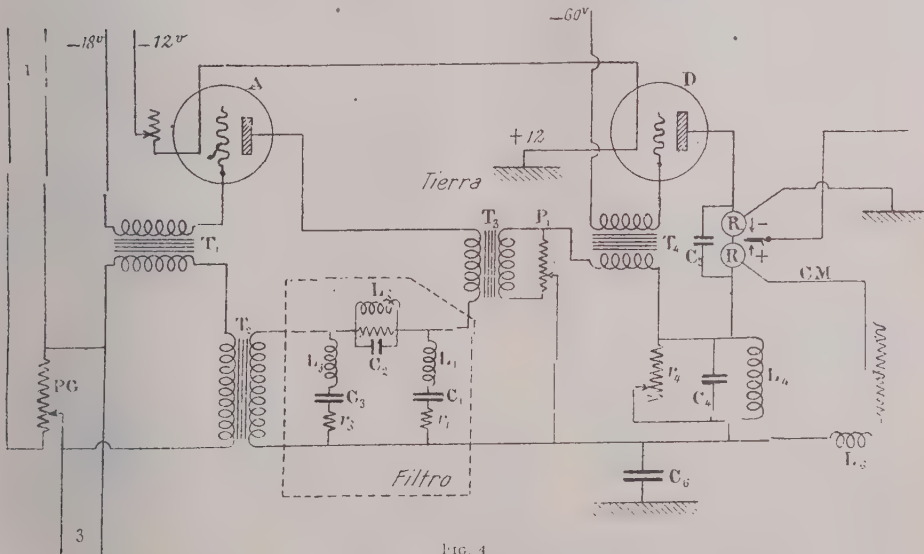 −18v
−12v
−60v
1
A
D
+12
Tierra
T1
T3
P1
T4
C5
R
−
+
R
CM
L2
T2
PG
L3
C2
L1
C3
C1
r3
r1
r4
C4
L4
Filtro
C6
3
FIG. 4